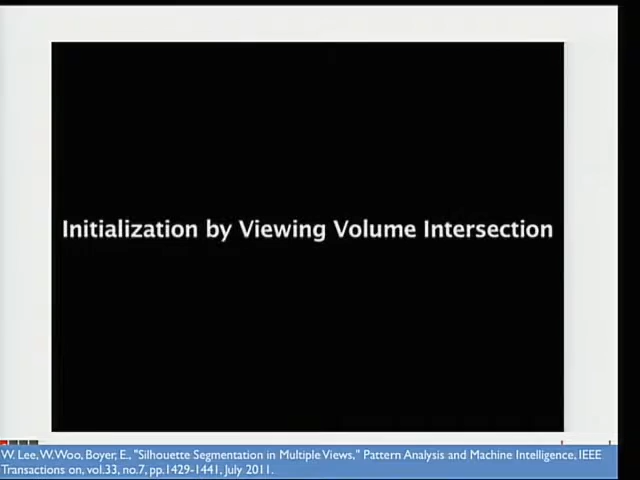 Initialization by Viewing Volume Intersection
W. Lee, W. Woo, Boyer, E., "Silhouette Segmentation in Multiple Views," Pattern Analysis and Machine Intelligence, IEEE
Transactions on, vol.33, no.7, pp.1429-1441, July 2011.